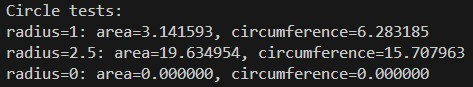 Circle tests:
radius=1: area=3.141593, circumference=6.283185
radius=2.5: area=19.634954, circumference=15.707963
radius=0: area=0.000000, circumference=0.000000